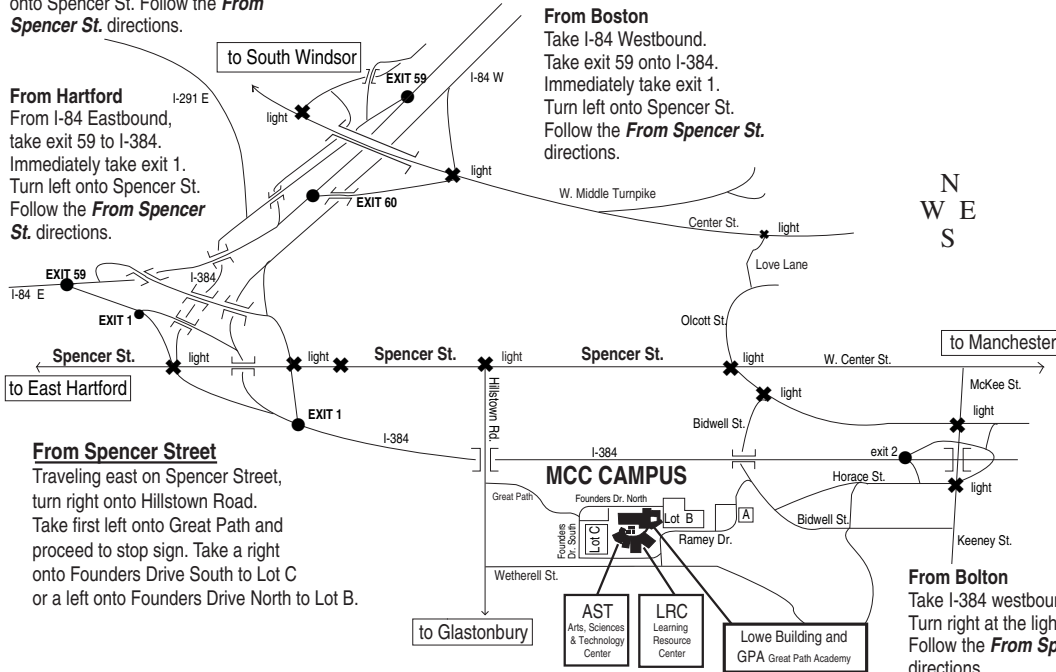 onto Spencer St. Follow the From
Spencer St. directions.
From Hartford
From I-84 Eastbound,
take exit 59 to I-384.
Immediately take exit 1.
Turn left onto Spencer St.
Follow the From Spencer
St. directions.
to South Windsor
I-291 E
light
EXIT 59
I-84 W
light
EXIT 60
From Boston
Take I-84 Westbound.
Take exit 59 onto I-384.
Immediately take exit 1.
Turn left onto Spencer St.
Follow the From Spencer St.
directions.
W. Middle Turnpike
Center St.
light
Love Lane
N
W E
S
EXIT 59
I-84 E
I-384
EXIT 1
Olcott St.
Spencer St.
light
light
Spencer St.
light
Spencer St.
light
W. Center St.
to Manchester
to East Hartford
McKee St.
Hillstown Rd.
light
light
EXIT 1
I-384
Bidwell St.
I-384
exit 2
Horace St.
light
From Spencer Street
Traveling east on Spencer Street,
turn right onto Hillstown Road.
Take first left onto Great Path and
proceed to stop sign. Take a right
onto Founders Drive South to Lot C
or a left onto Founders Drive North to Lot B.
MCC CAMPUS
Great Path
Founders Dr. North
Founders
Dr. South
Lot C
Lot B
A
Ramey Dr.
Bidwell St.
Keeney St.
Wetherell St.
to Glastonbury
AST
Arts, Sciences
& Technology
Center
LRC
Learning
Resource
Center
Lowe Building and
GPA Great Path Academy
From Bolton
Take I-384 westbou
Turn right at the ligh
Follow the From Sp
directions